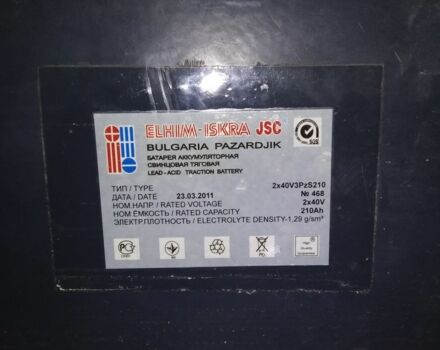 ELHIM-ISKRA JSC
BULGARIA PAZARDJIK
БАТАРЕЯ АККУМУЛЯТОРНАЯ
СВИНЦОВАЯ ТЯГОВАЯ
LEAD-ACID TRACTION BATTERY
SGS
ТИП / TYPE 2x40V3PzS210
ДАТА / DATE 23.03.2011 № 468
НОМ.НАПР / RATED VOLTAGE 2x40V
НОМ ЁМКОСТЬ / RATED CAPACITY 210Ah
ЭЛЕКТР.ПЛОТНОСТЬ / ELECTROLYTE DENSITY-1,29 g/sm³
Pb